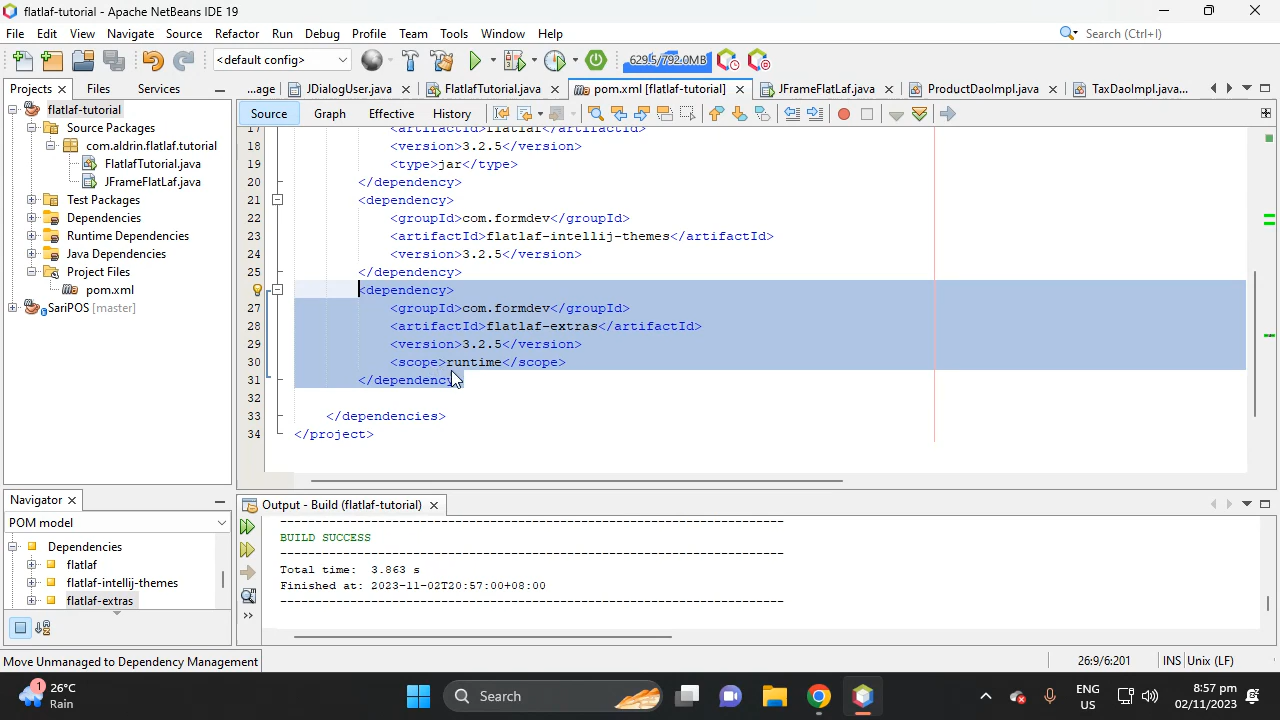 flatlaf-tutorial - Apache NetBeans IDE 19
File Edit View Navigate Source Refactor Run Debug Profile Team Tools Window Help
Search (Ctrl+I)
<default config>
629.5/792.0MB
Projects Files Services
...age JDialogUser.java FlatlafTutorial.java pom.xml [flatlaf-tutorial] JFrameFlatLaf.java ProductDaoImpl.java TaxDaoImpl.java...
Source Graph Effective History
flatlaf-tutorial
Source Packages
com.aldrin.flatlaf.tutorial
FlatlafTutorial.java
JFrameFlatLaf.java
Test Packages
Dependencies
Runtime Dependencies
Java Dependencies
Project Files
pom.xml
SariPOS [master]
17 <artifactId>flatlaf</artifactId>
18 <version>3.2.5</version>
19 <type>jar</type>
20 </dependency>
21 <dependency>
22 <groupId>com.formdev</groupId>
23 <artifactId>flatlaf-intellij-themes</artifactId>
24 <version>3.2.5</version>
25 </dependency>
<dependency>
27 <groupId>com.formdev</groupId>
28 <artifactId>flatlaf-extras</artifactId>
29 <version>3.2.5</version>
30 <scope>runtime</scope>
31 </dependency>
32
33 </dependencies>
34 </project>
Navigator
POM model
Dependencies
flatlaf
flatlaf-intellij-themes
flatlaf-extras
Output - Build (flatlaf-tutorial)
------------------------------------------------------------------------
BUILD SUCCESS
------------------------------------------------------------------------
Total time: 3.863 s
Finished at: 2023-11-02T20:57:00+08:00
------------------------------------------------------------------------
Move Unmanaged to Dependency Management
26:9/6:201 INS Unix (LF)
1
26°C
Rain
Search
ENG
US
8:57 pm
02/11/2023